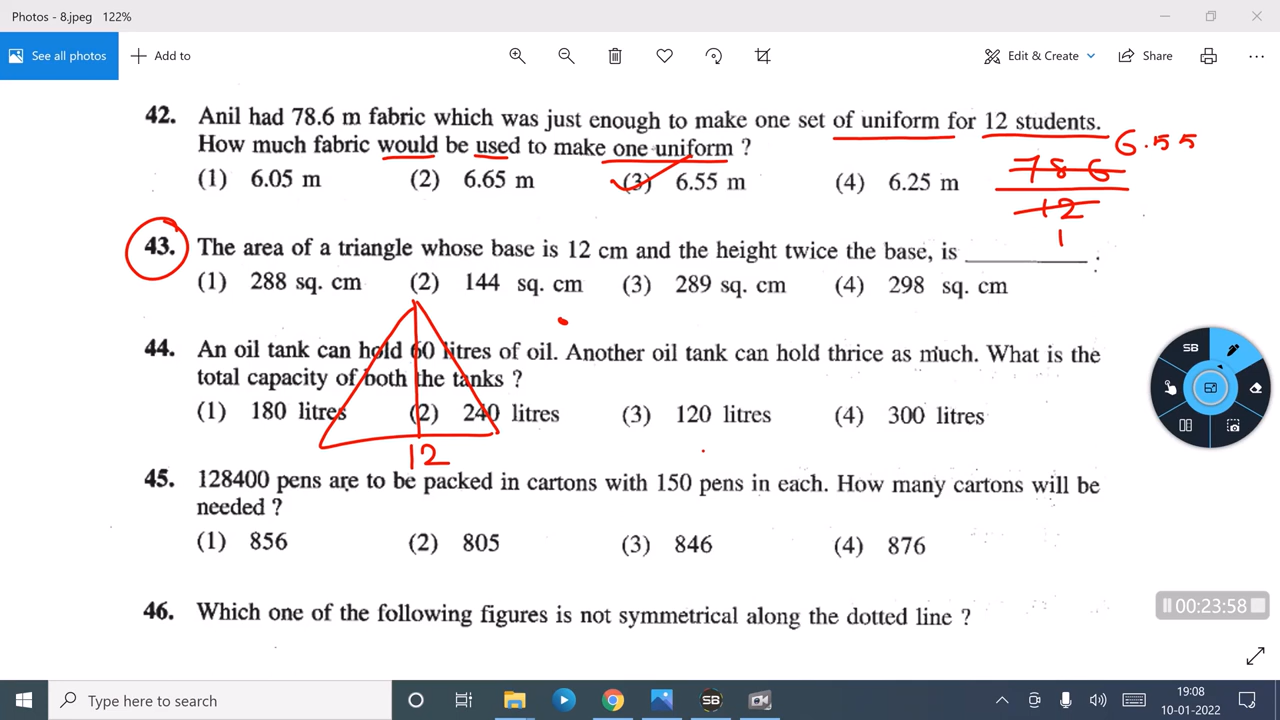 Photos - 8.jpeg 122%
See all photos Add to Edit & Create Share
42. Anil had 78.6 m fabric which was just enough to make one set of uniform for 12 students.
How much fabric would be used to make one uniform ?
6.55
786
12
1
(1) 6.05 m (2) 6.65 m (3) 6.55 m (4) 6.25 m
43. The area of a triangle whose base is 12 cm and the height twice the base, is __________ .
(1) 288 sq. cm (2) 144 sq. cm (3) 289 sq. cm (4) 298 sq. cm
44. An oil tank can hold 60 litres of oil. Another oil tank can hold thrice as much. What is the
total capacity of both the tanks ?
(1) 180 litres (2) 240 litres (3) 120 litres (4) 300 litres
12
45. 128400 pens are to be packed in cartons with 150 pens in each. How many cartons will be
needed ?
(1) 856 (2) 805 (3) 846 (4) 876
46. Which one of the following figures is not symmetrical along the dotted line ?
SB
00:23:58
Type here to search
SB
19:08
10-01-2022